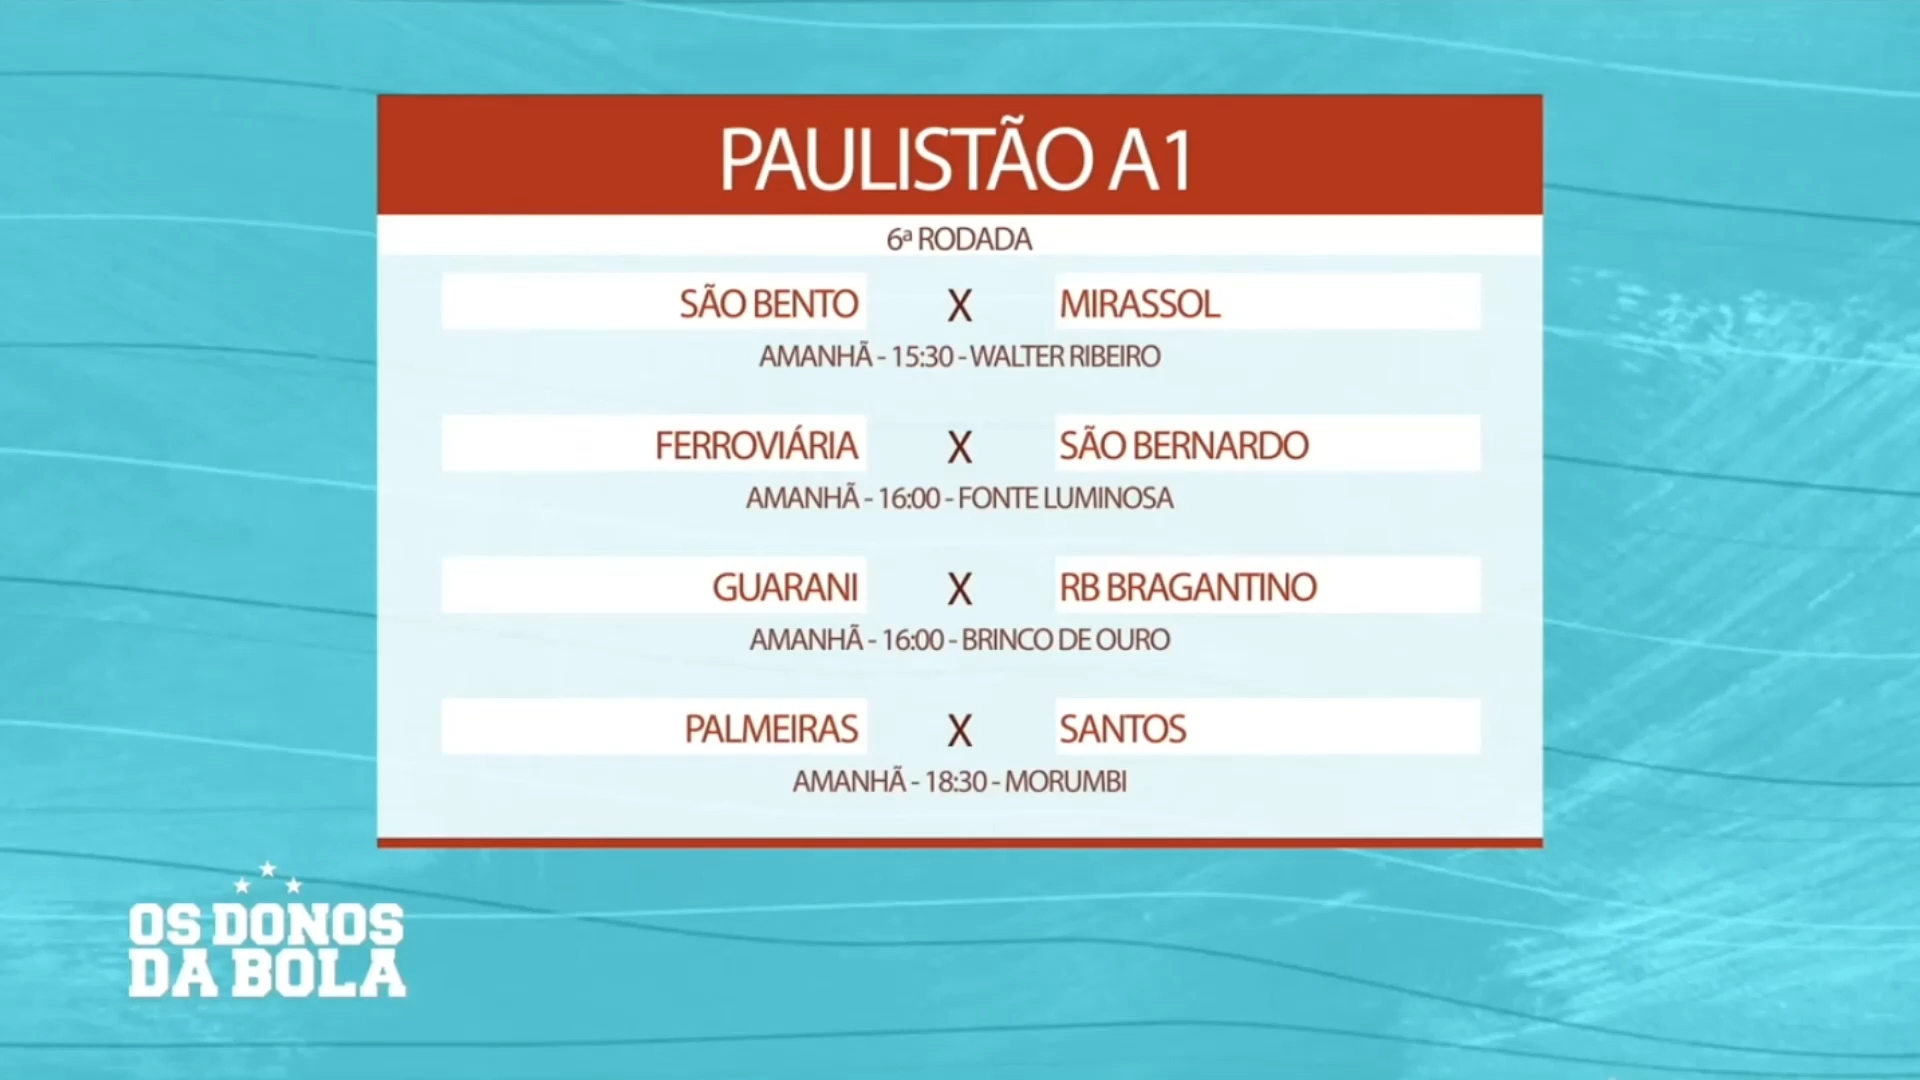 PAULISTÃO A1
6ª RODADA
SÃO BENTO X MIRASSOL
AMANHÃ - 15:30 - WALTER RIBEIRO
FERROVIÁRIA X SÃO BERNARDO
AMANHÃ - 16:00 - FONTE LUMINOSA
GUARANI X RB BRAGANTINO
AMANHÃ - 16:00 - BRINCO DE OURO
PALMEIRAS X SANTOS
AMANHÃ - 18:30 - MORUMBI
OS DONOS
DA BOLA